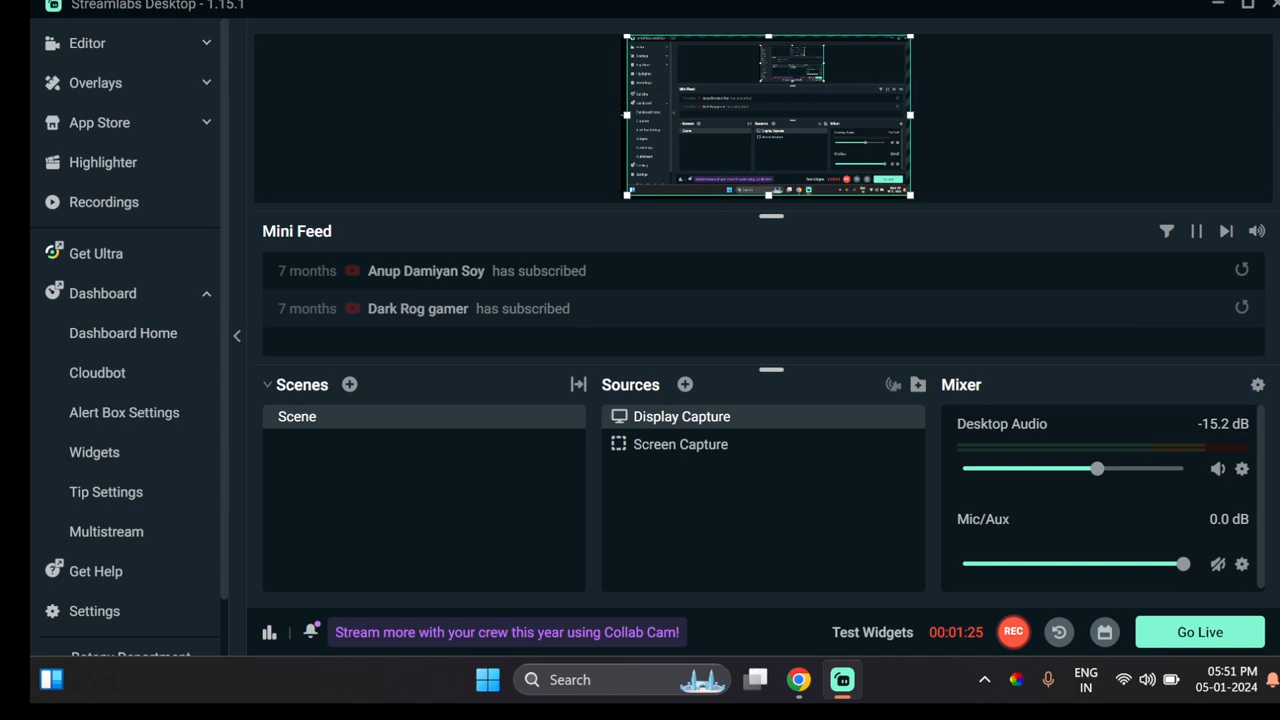 Streamlabs Desktop - 1.15.1
Editor
Overlays
App Store
Highlighter
Recordings
Get Ultra
Dashboard
Dashboard Home
Cloudbot
Alert Box Settings
Widgets
Tip Settings
Multistream
Get Help
Settings
Mini Feed
7 months Anup Damiyan Soy has subscribed
7 months Dark Rog gamer has subscribed
Scenes
Scene
Sources
Display Capture
Screen Capture
Mixer
Desktop Audio -15.2 dB
Mic/Aux 0.0 dB
Stream more with your crew this year using Collab Cam!
Test Widgets 00:01:25 REC Go Live
Search
ENG
IN
05:51 PM
05-01-2024